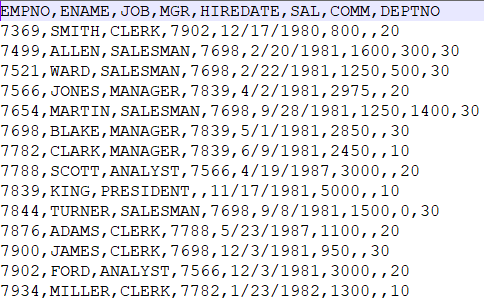 EMPNO,ENAME,JOB,MGR,HIREDATE,SAL,COMM,DEPTNO
7369,SMITH,CLERK,7902,12/17/1980,800,,20
7499,ALLEN,SALESMAN,7698,2/20/1981,1600,300,30
7521,WARD,SALESMAN,7698,2/22/1981,1250,500,30
7566,JONES,MANAGER,7839,4/2/1981,2975,,20
7654,MARTIN,SALESMAN,7698,9/28/1981,1250,1400,30
7698,BLAKE,MANAGER,7839,5/1/1981,2850,,30
7782,CLARK,MANAGER,7839,6/9/1981,2450,,10
7788,SCOTT,ANALYST,7566,4/19/1987,3000,,20
7839,KING,PRESIDENT,,11/17/1981,5000,,10
7844,TURNER,SALESMAN,7698,9/8/1981,1500,0,30
7876,ADAMS,CLERK,7788,5/23/1987,1100,,20
7900,JAMES,CLERK,7698,12/3/1981,950,,30
7902,FORD,ANALYST,7566,12/3/1981,3000,,20
7934,MILLER,CLERK,7782,1/23/1982,1300,,10